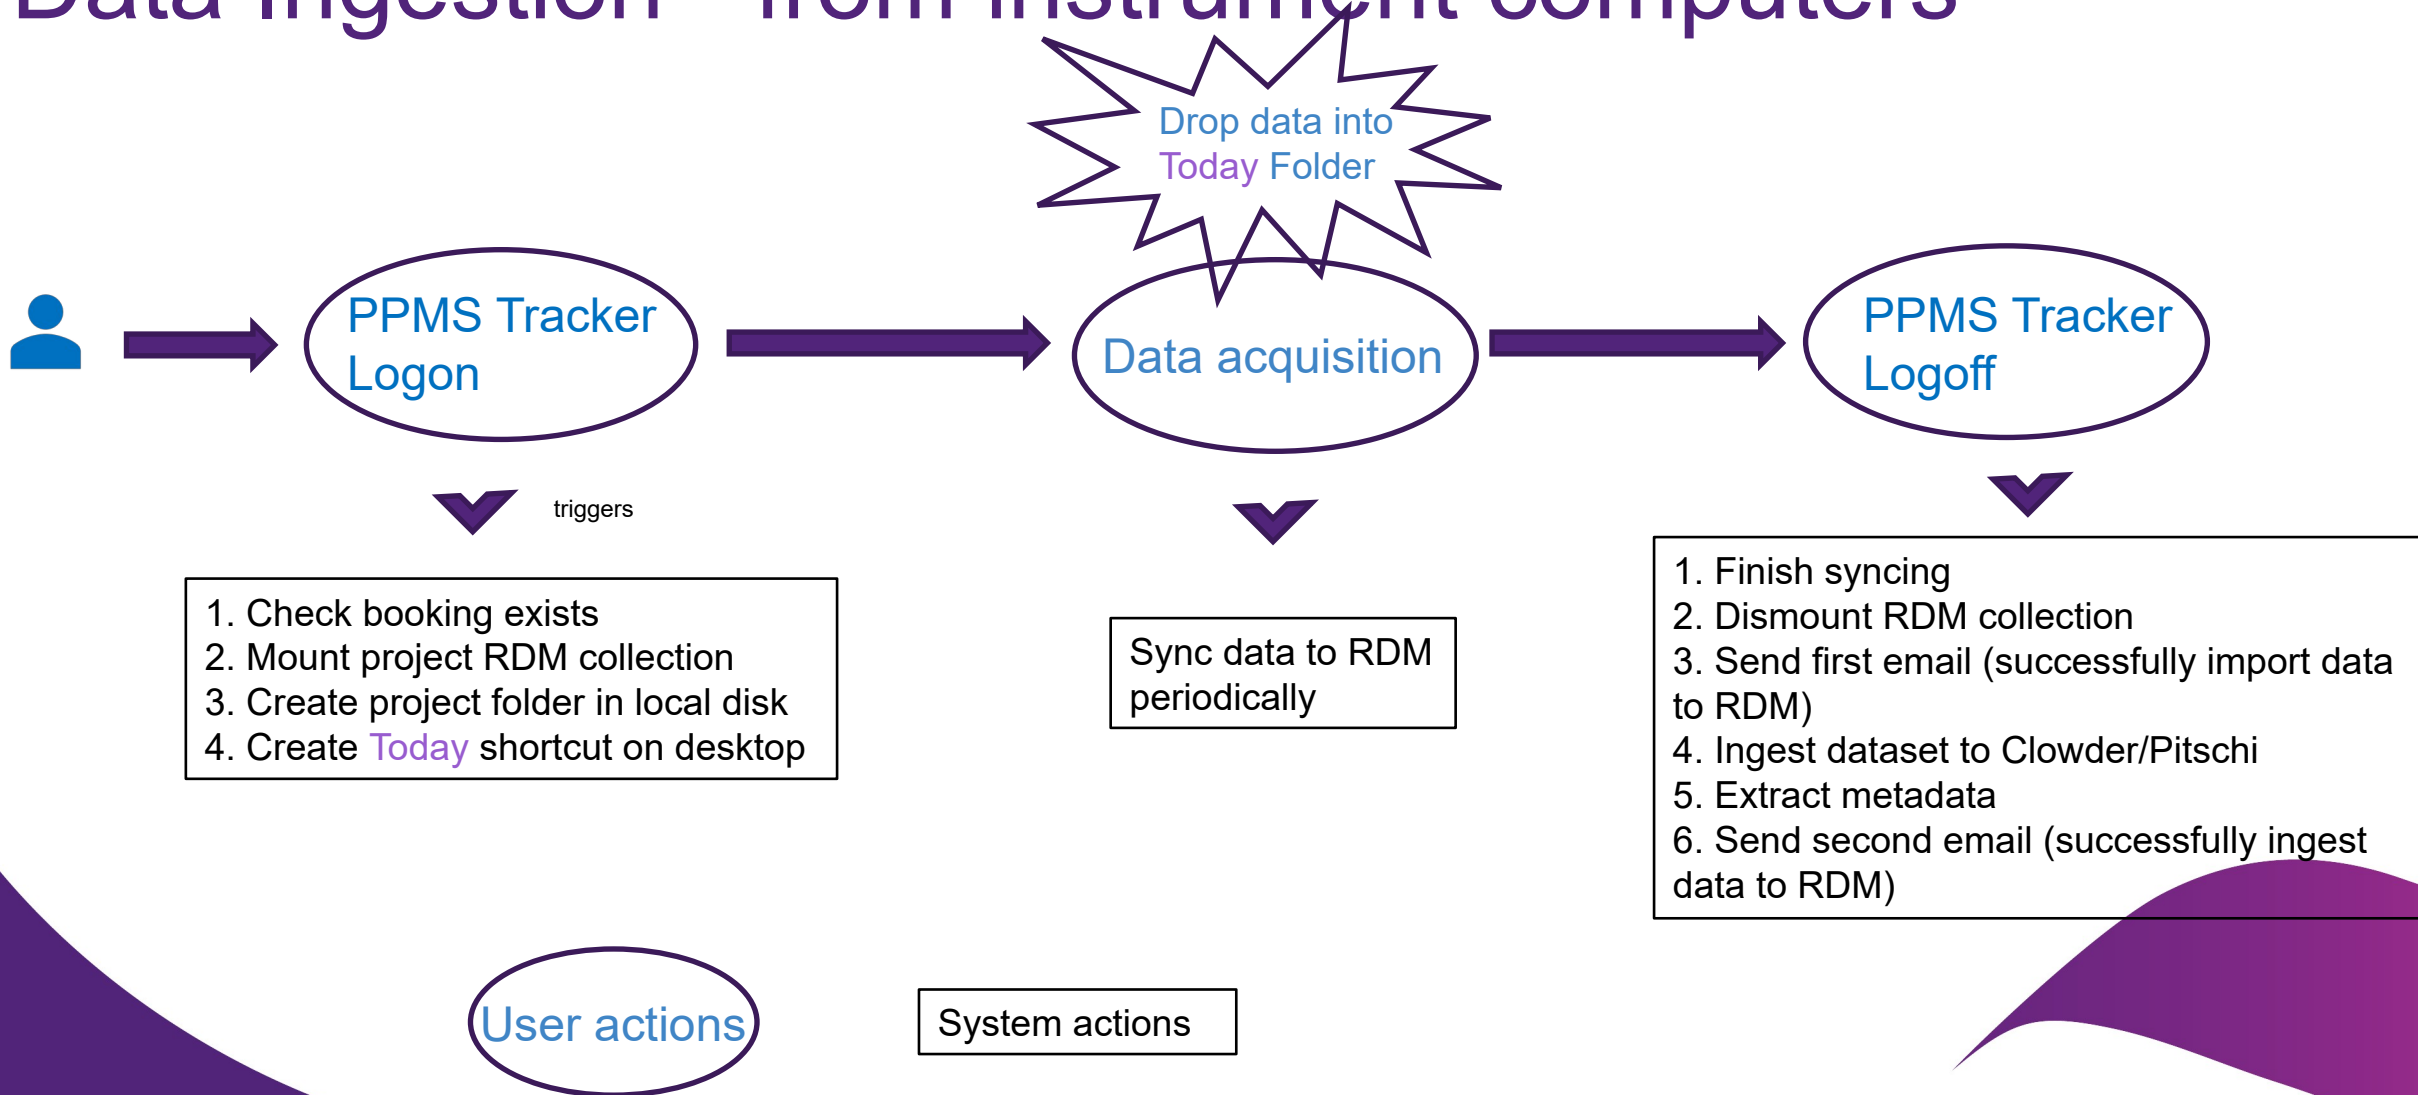 Data Ingestion - from instrument computers
Drop data into
Today Folder
PPMS Tracker
Logon
Data acquisition
PPMS Tracker
Logoff
triggers
1. Check booking exists
2. Mount project RDM collection
3. Create project folder in local disk
4. Create Today shortcut on desktop
Sync data to RDM
periodically
1. Finish syncing
2. Dismount RDM collection
3. Send first email (successfully import data
to RDM)
4. Ingest dataset to Clowder/Pitschi
5. Extract metadata
6. Send second email (successfully ingest
data to RDM)
User actions
System actions